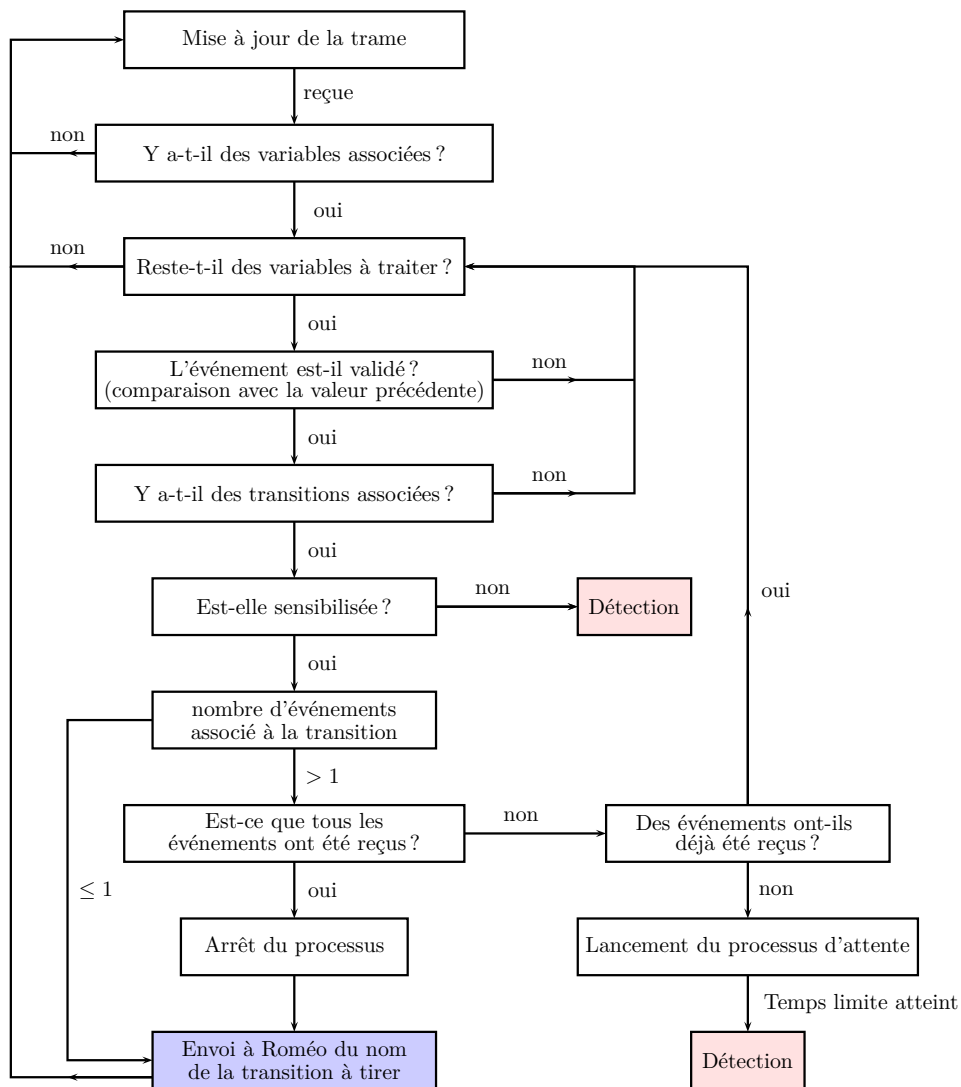 Mise à jour de la trame
reçue
non
Y a-t-il des variables associées ?
oui
non
Reste-t-il des variables à traiter ?
oui
L'événement est-il validé ?
(comparaison avec la valeur précédente)
non
oui
Y a-t-il des transitions associées ?
non
oui
Est-elle sensibilisée ?
non
Détection
oui
oui
nombre d'événements
associé à la transition
> 1
≤ 1
Est-ce que tous les
événements ont été reçus ?
non
Des événements ont-ils
déjà été reçus ?
oui
non
Arrêt du processus
Lancement du processus d'attente
Temps limite atteint
Envoi à Roméo du nom
de la transition à tirer
Détection